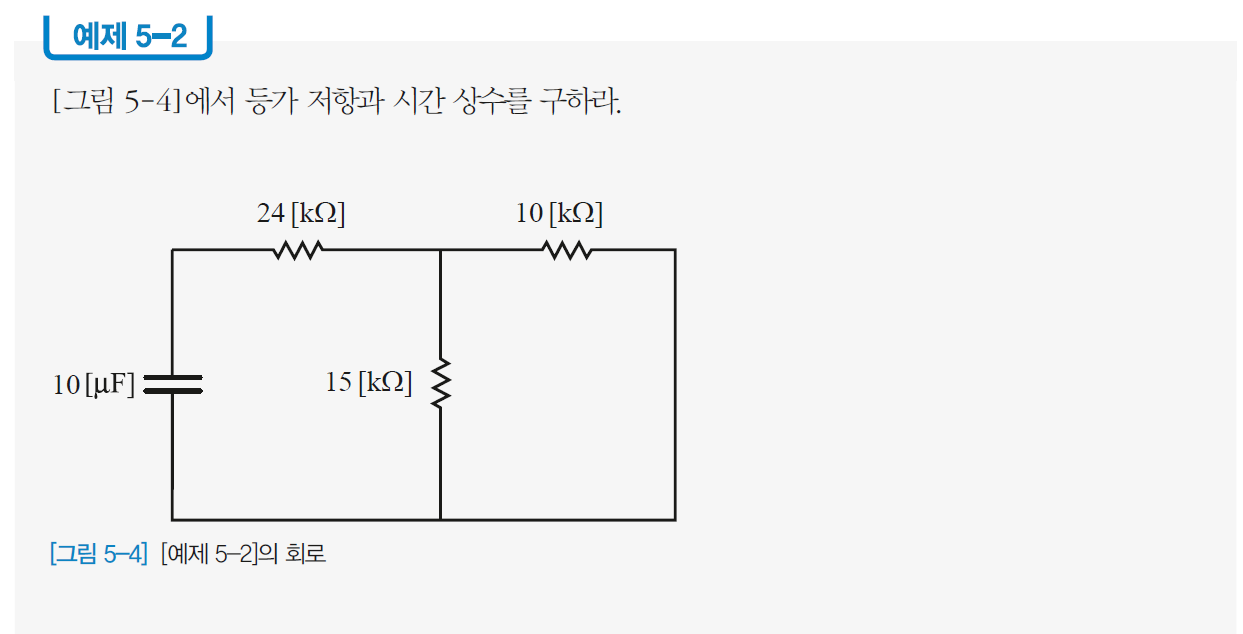 예제 5–2
[그림 5-4]에서 등가 저항과 시간 상수를 구하라.
24 [kΩ]
10 [kΩ]
10 [μF]
15 [kΩ]
[그림 5–4] [예제 5–2]의 회로